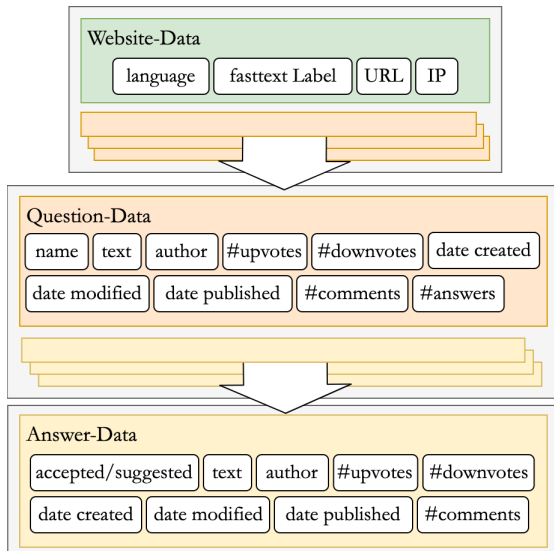 Website-Data
language fasttext Label URL IP
Question-Data
name text author #upvotes #downvotes date created
date modified date published #comments #answers
Answer-Data
accepted/suggested text author #upvotes #downvotes
date created date modified date published #comments